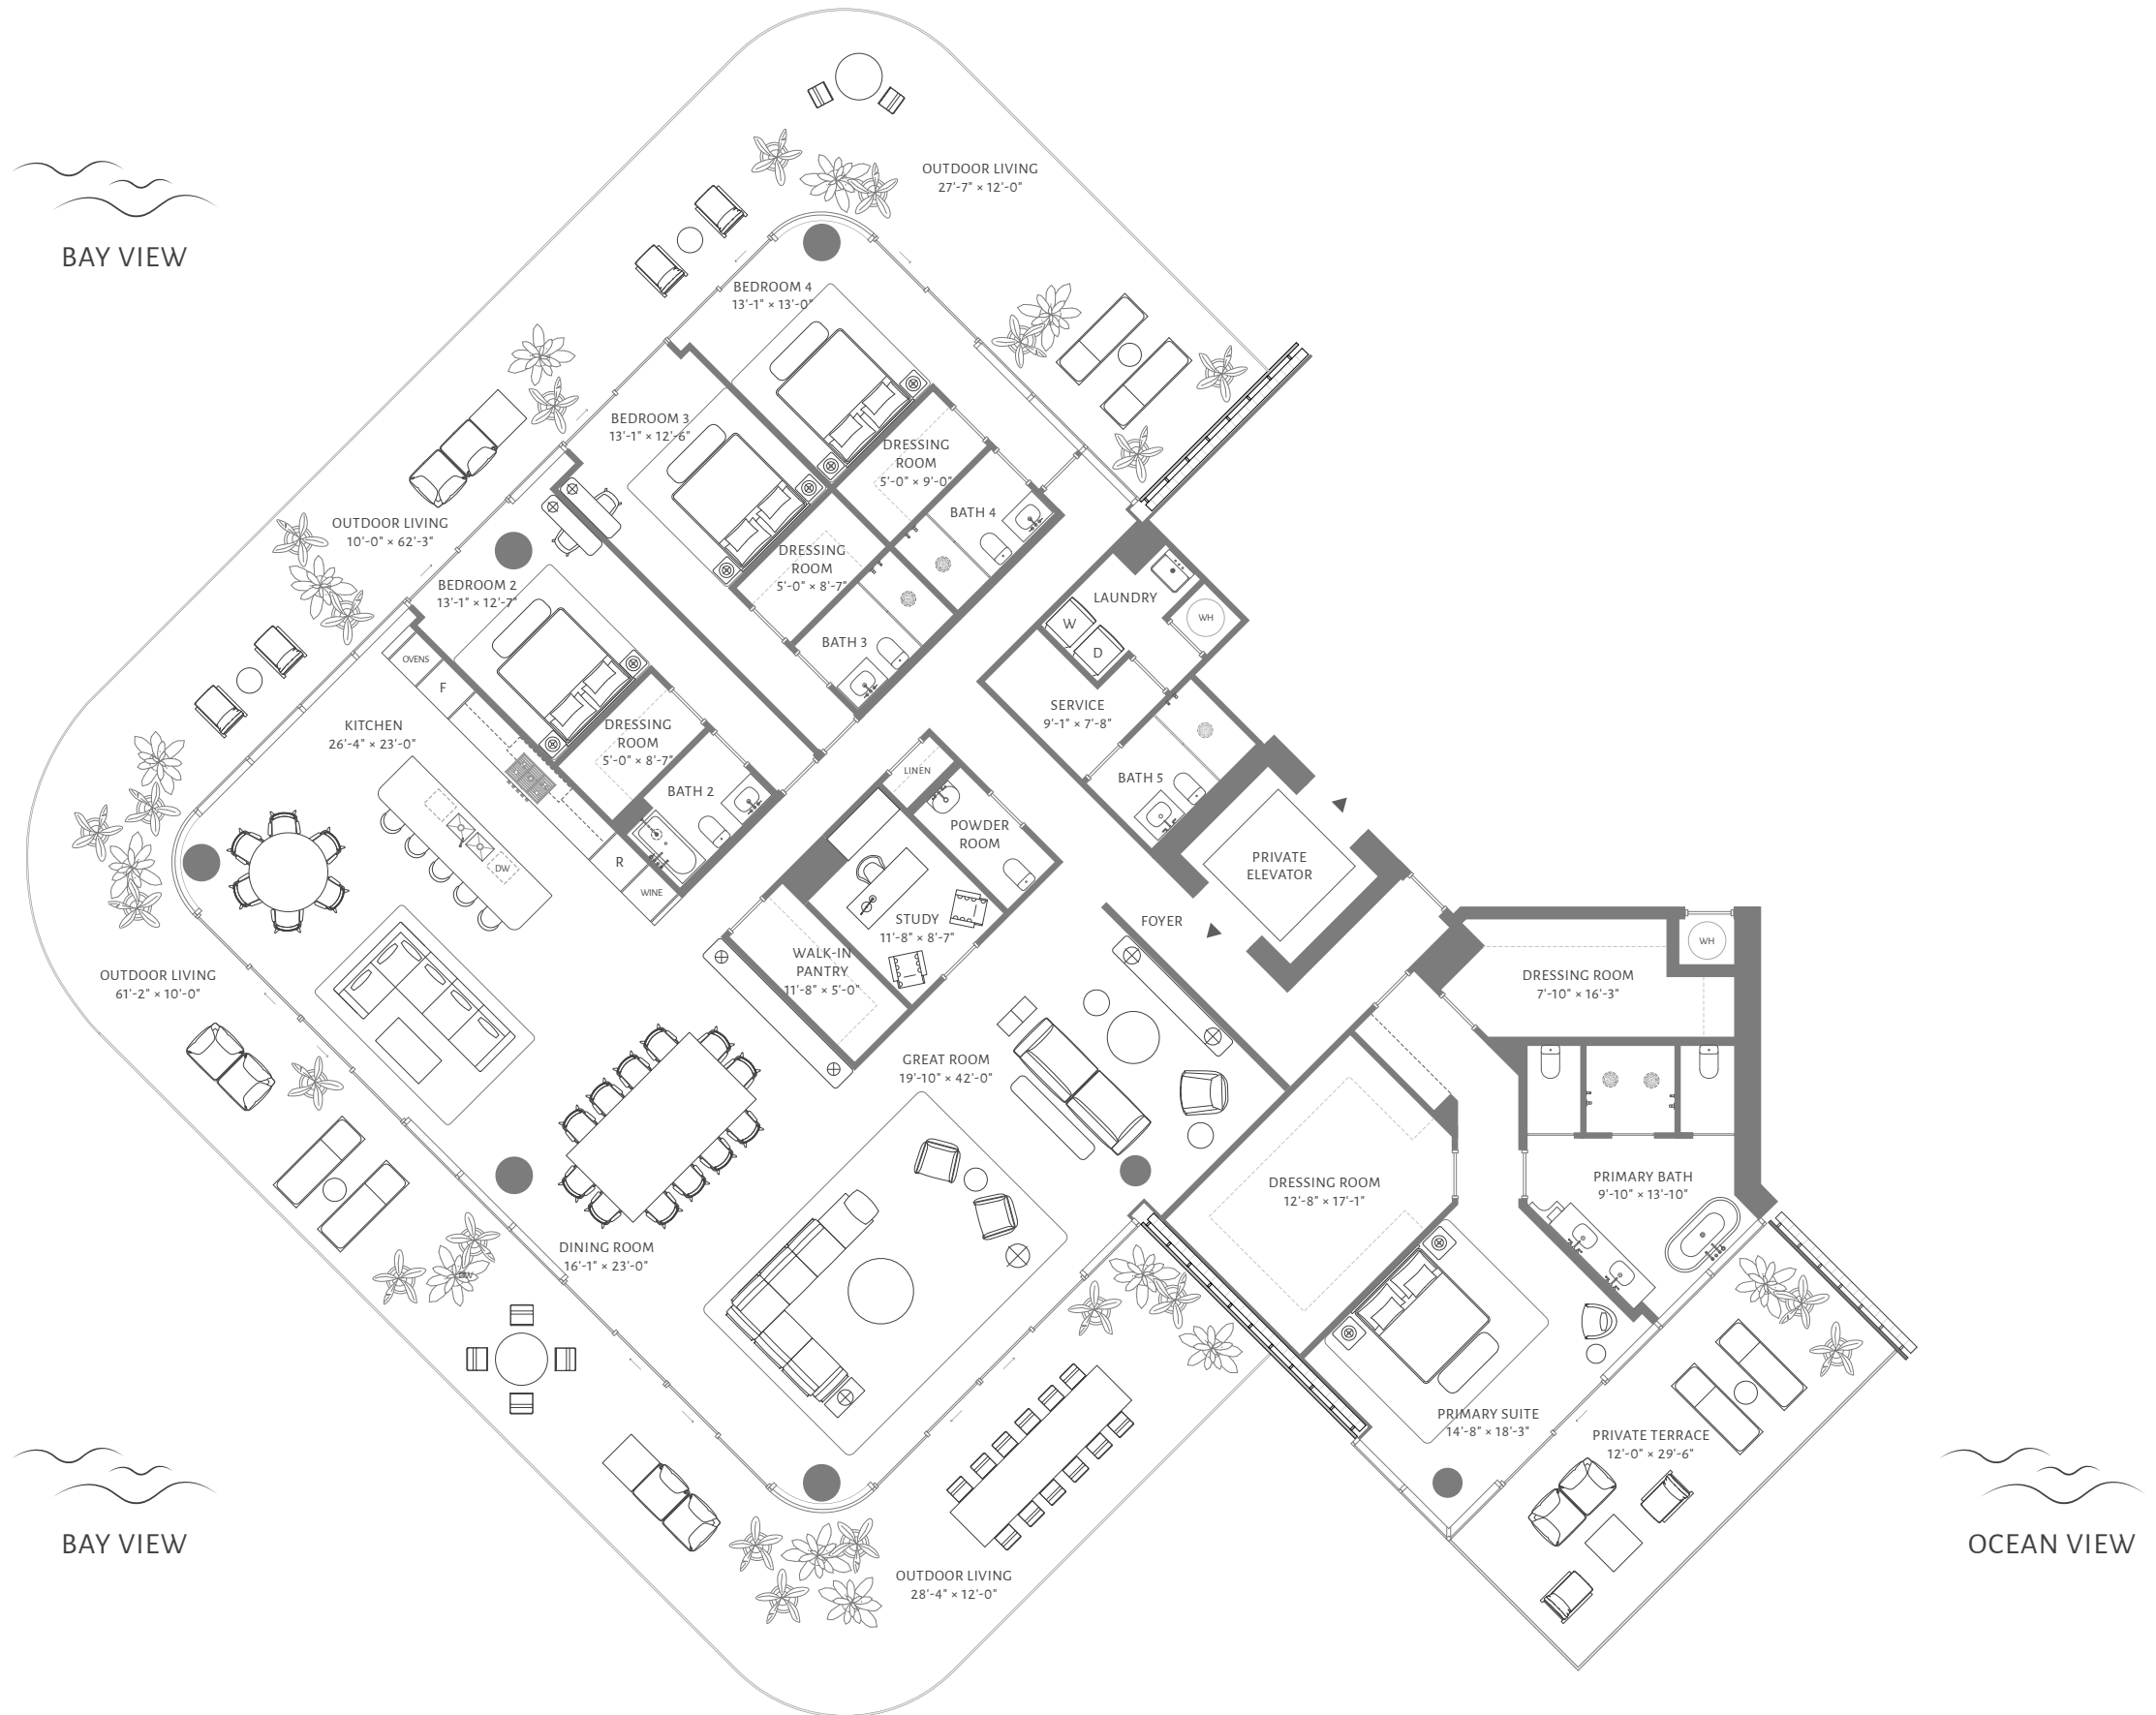 OUTDOOR LIVING
27'-7" × 12'-0"
BAY VIEW
BEDROOM 4
13'-1" × 13'-0"
BEDROOM 3
13'-1" × 12'-6"
DRESSING
ROOM
5'-0" × 9'-0"
BATH 4
OUTDOOR LIVING
10'-0" × 62'-3"
DRESSING
ROOM
5'-0" × 8'-7"
BEDROOM 2
13'-1" × 12'-7"
LAUNDRY
WH
W
D
BATH 3
OVENS
F
SERVICE
9'-1" × 7'-8"
KITCHEN
26'-4" × 23'-0"
DRESSING
ROOM
5'-0" × 8'-7"
LINEN
BATH 5
BATH 2
POWDER
ROOM
DW
R
WINE
PRIVATE
ELEVATOR
STUDY
11'-8" × 8'-7"
FOYER
WH
WALK-IN
PANTRY
11'-8" × 5'-0"
OUTDOOR LIVING
61'-2" × 10'-0"
DRESSING ROOM
7'-10" × 16'-3"
GREAT ROOM
19'-10" × 42'-0"
DRESSING ROOM
12'-8" × 17'-1"
PRIMARY BATH
9'-10" × 13'-10"
DINING ROOM
16'-1" × 23'-0"
DW
PRIMARY SUITE
14'-8" × 18'-3"
PRIVATE TERRACE
12'-0" × 29'-6"
BAY VIEW
OCEAN VIEW
OUTDOOR LIVING
28'-4" × 12'-0"